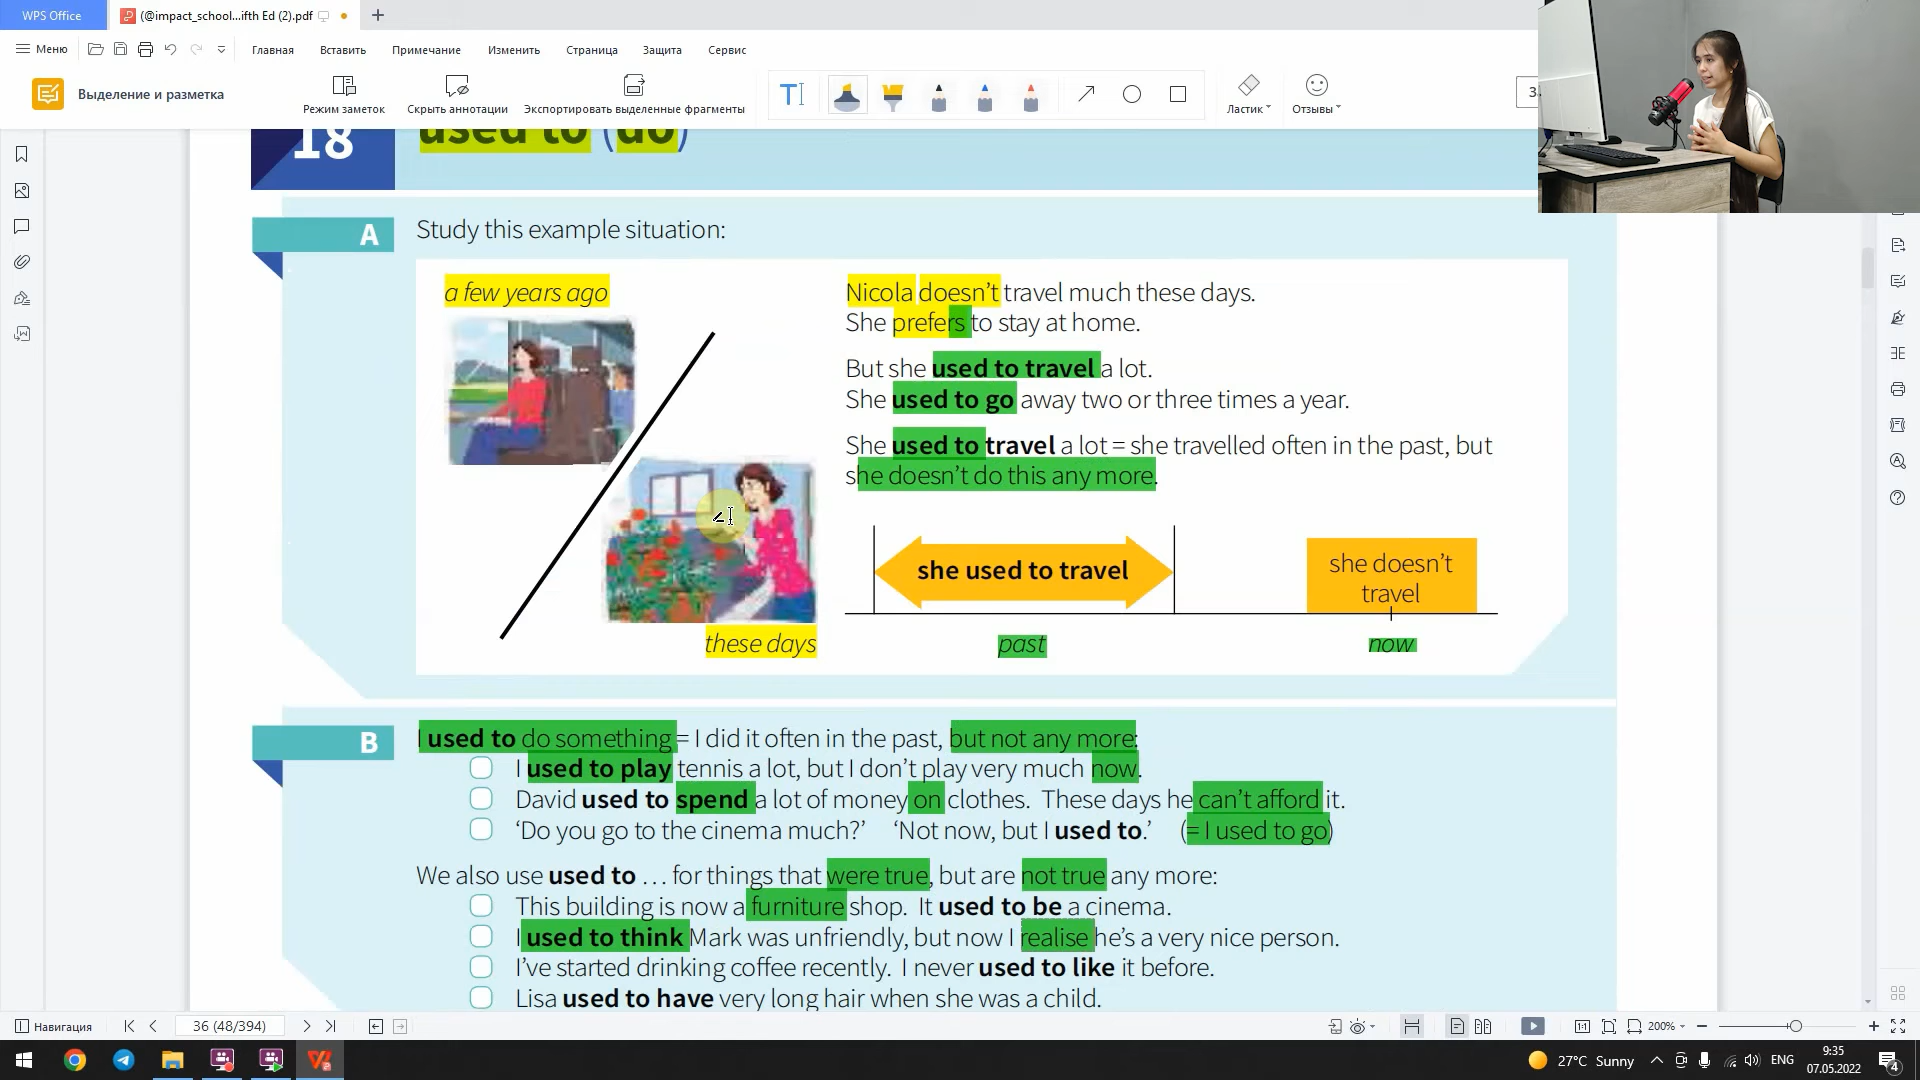 WPS Office
(@impact_school...ifth Ed (2).pdf
Меню
Главная
Вставить
Примечание
Изменить
Страница
Защита
Сервис
Выделение и разметка
Режим заметок
Скрыть аннотации
Экспортировать выделенные фрагменты
Ластик
Отзывы
18
used to (do)
A
Study this example situation:
a few years ago
these days
Nicola doesn’t travel much these days.
She prefers to stay at home.
But she used to travel a lot.
She used to go away two or three times a year.
She used to travel a lot = she travelled often in the past, but
she doesn’t do this any more.
she used to travel
she doesn’t
travel
past
now
B
I used to do something = I did it often in the past, but not any more:
I used to play tennis a lot, but I don’t play very much now.
David used to spend a lot of money on clothes. These days he can’t afford it.
‘Do you go to the cinema much?’ ‘Not now, but I used to.’ (= I used to go)
We also use used to … for things that were true, but are not true any more:
This building is now a furniture shop. It used to be a cinema.
I used to think Mark was unfriendly, but now I realise he’s a very nice person.
I’ve started drinking coffee recently. I never used to like it before.
Lisa used to have very long hair when she was a child.
Навигация
36 (48/394)
1:1
200%
27°C Sunny
ENG
9:35
07.05.2022
4